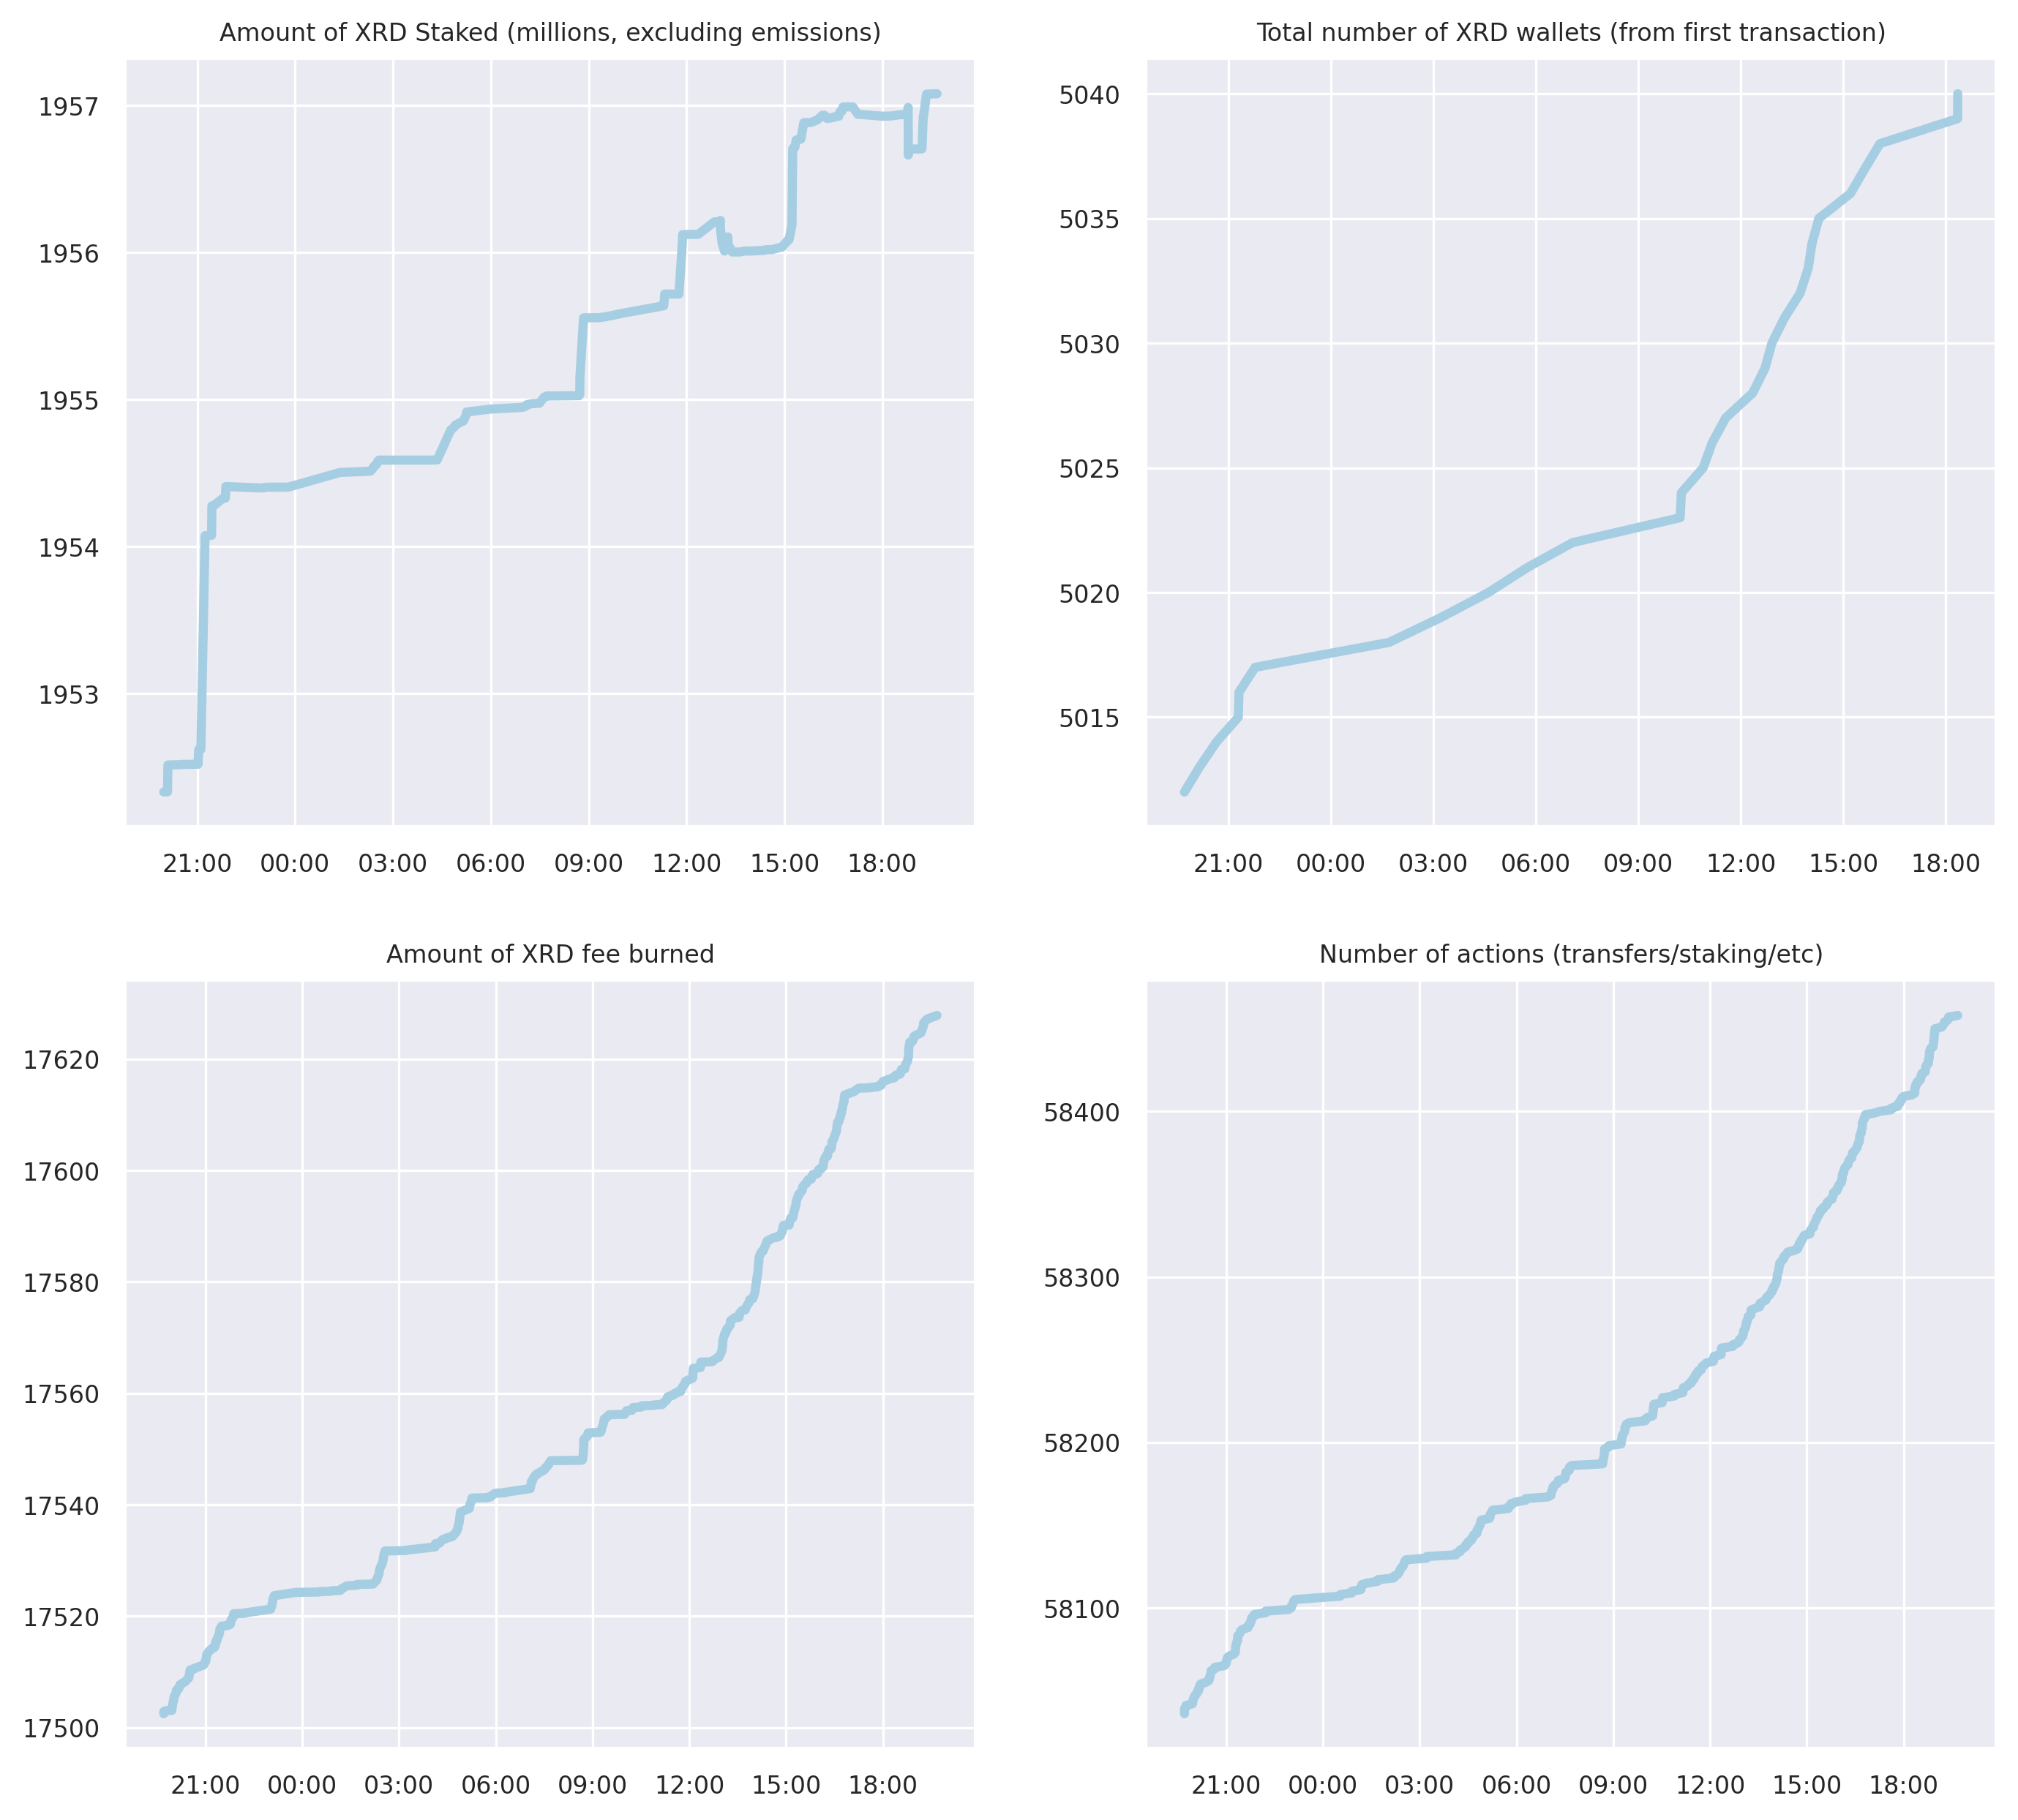 Amount of XRD Staked (millions, excluding emissions)
1957
1956
1955
1954
1953
21:00 00:00 03:00 06:00 09:00 12:00 15:00 18:00
Total number of XRD wallets (from first transaction)
5040
5035
5030
5025
5020
5015
21:00 00:00 03:00 06:00 09:00 12:00 15:00 18:00
Amount of XRD fee burned
17620
17600
17580
17560
17540
17520
17500
21:00 00:00 03:00 06:00 09:00 12:00 15:00 18:00
Number of actions (transfers/staking/etc)
58400
58300
58200
58100
21:00 00:00 03:00 06:00 09:00 12:00 15:00 18:00